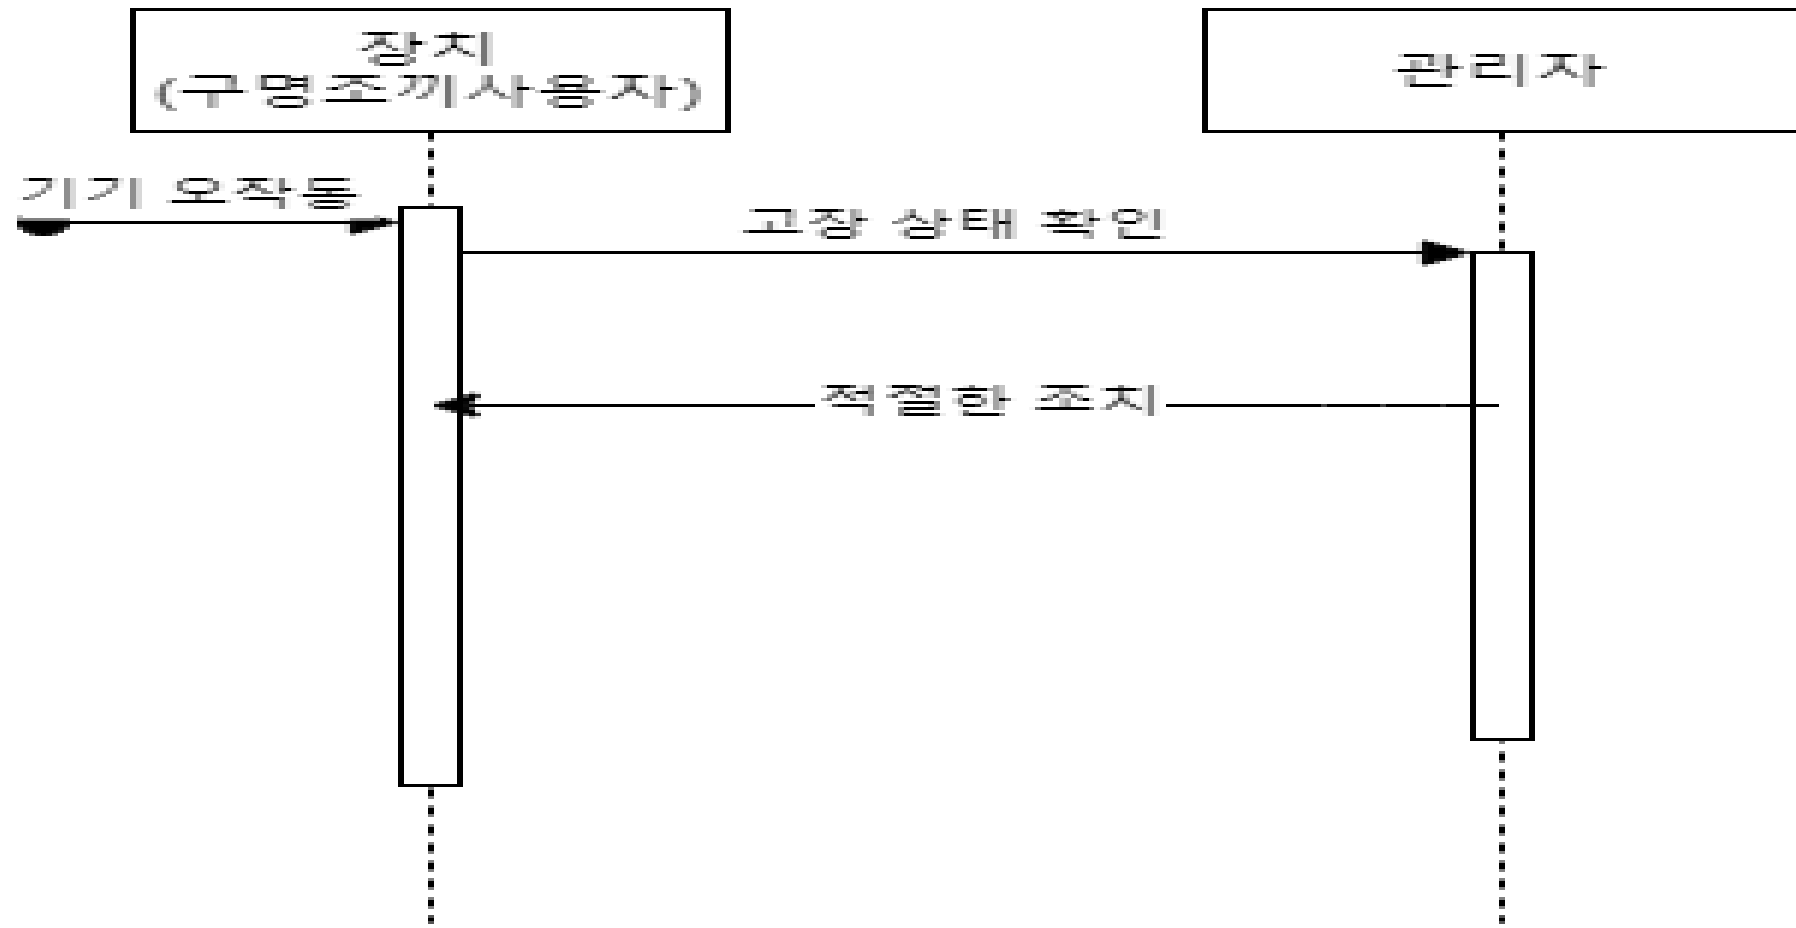 장치
(구명조끼사용자)
관리자
기기 오작동
고장 상태 확인
적절한 조치